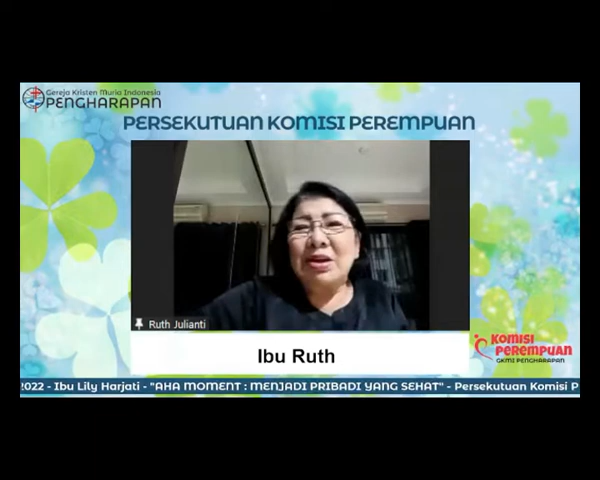 Gereja Kristen Muria Indonesia
PENGHARAPAN
PERSEKUTUAN KOMISI PEREMPUAN
Ruth Julianti
Ibu Ruth
KOMISI
PEREMPUAN
GKMI PENGHARAPAN
2022 - Ibu Lily Harjati - "AHA MOMENT : MENJADI PRIBADI YANG SEHAT" - Persekutuan Komisi P